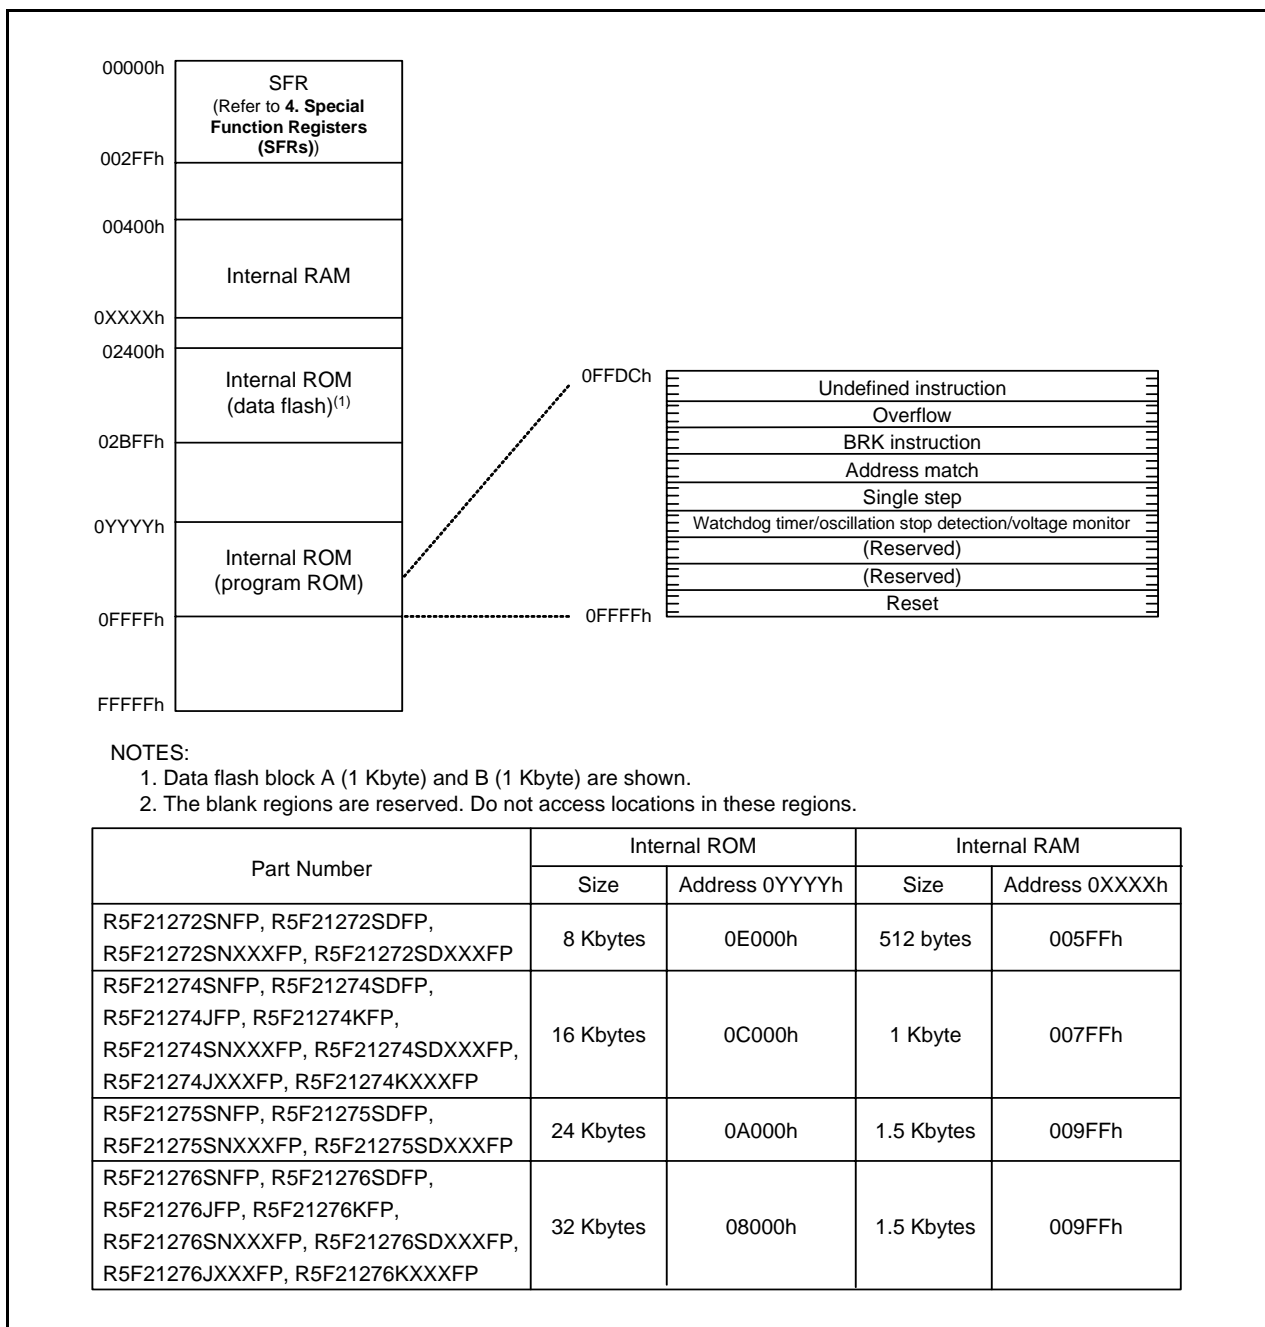 00000h
SFR
(Refer to 4. Special
Function Registers
(SFRs))
002FFh
00400h
Internal RAM
0XXXXh
02400h
Internal ROM
(data flash)(1)
02BFFh
0YYYYh
Internal ROM
(program ROM)
0FFFFh
FFFFFh
0FFDCh
Undefined instruction
Overflow
BRK instruction
Address match
Single step
Watchdog timer/oscillation stop detection/voltage monitor
(Reserved)
(Reserved)
Reset
0FFFFh
NOTES:
1. Data flash block A (1 Kbyte) and B (1 Kbyte) are shown.
2. The blank regions are reserved. Do not access locations in these regions.
Part Number
Internal ROM
Internal RAM
Size
Address 0YYYYh
Size
Address 0XXXXh
R5F21272SNFP, R5F21272SDFP,
R5F21272SNXXXFP, R5F21272SDXXXFP
8 Kbytes
0E000h
512 bytes
005FFh
R5F21274SNFP, R5F21274SDFP,
R5F21274JFP, R5F21274KFP,
R5F21274SNXXXFP, R5F21274SDXXXFP,
R5F21274JXXXFP, R5F21274KXXXFP
16 Kbytes
0C000h
1 Kbyte
007FFh
R5F21275SNFP, R5F21275SDFP,
R5F21275SNXXXFP, R5F21275SDXXXFP
24 Kbytes
0A000h
1.5 Kbytes
009FFh
R5F21276SNFP, R5F21276SDFP,
R5F21276JFP, R5F21276KFP,
R5F21276SNXXXFP, R5F21276SDXXXFP,
R5F21276JXXXFP, R5F21276KXXXFP
32 Kbytes
08000h
1.5 Kbytes
009FFh